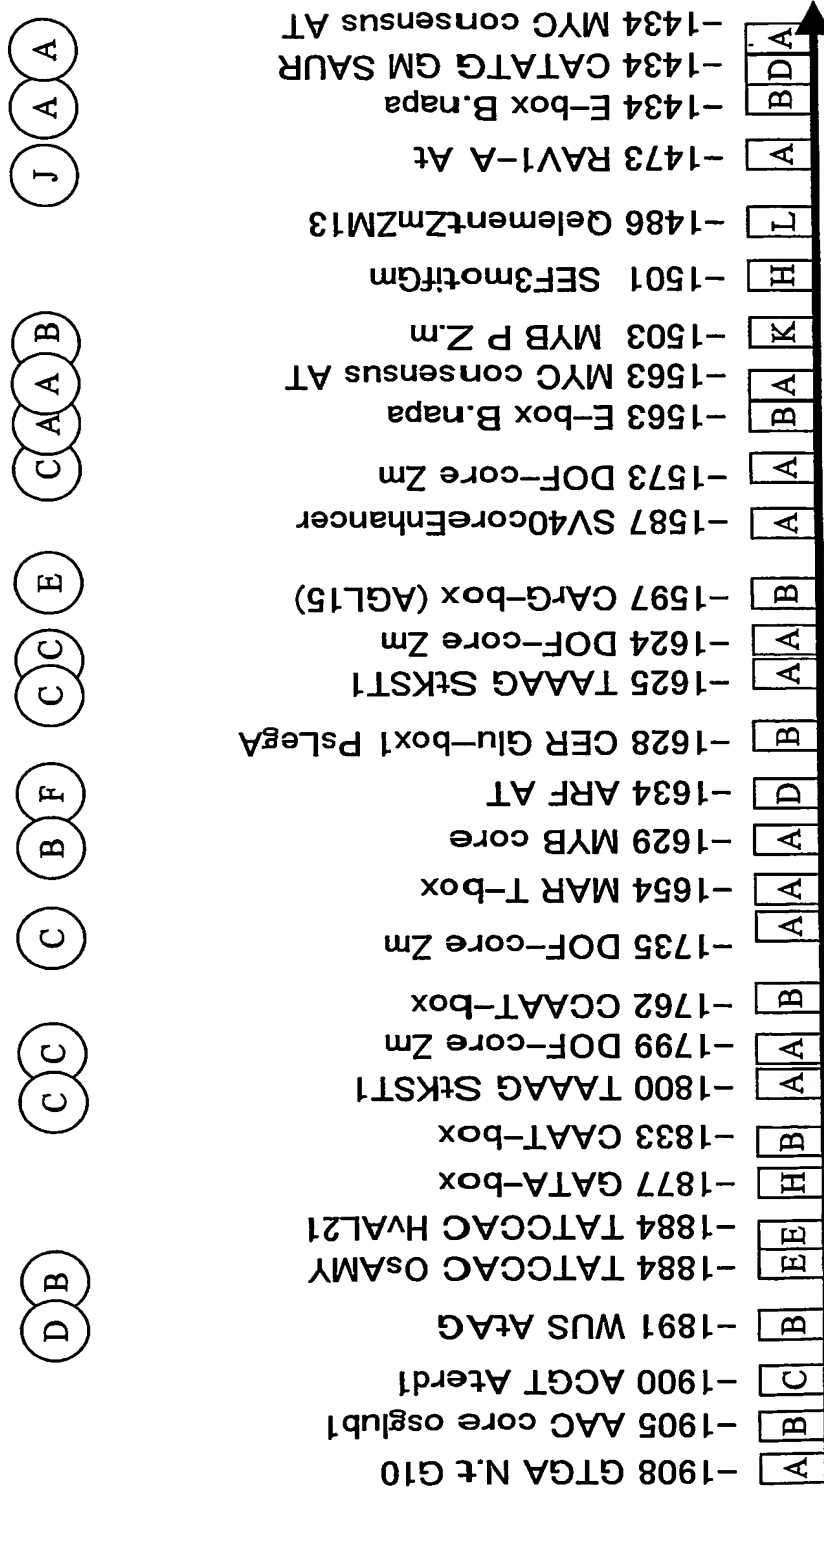 A -1908 GTGA N.t G10
B -1905 AAC core osglub1
C -1900 ACGT Aterd1
B -1891 WUS AtAG
E -1884 TATCCAC OsAMY
E -1884 TATCCAC HvAL21
H -1877 GATA-box
B -1833 CAAT-box
A -1800 TAAAG StKST1
A -1799 DOF-core Zm
B -1762 CCAAT-box
A -1735 DOF-core Zm
A -1654 MAR T-box
A -1629 MYB core
D -1634 ARF AT
B -1628 CER Glu-box1 PsLegA
A -1625 TAAAG StKST1
A -1624 DOF-core Zm
B -1597 CArG-box (AGL15)
A -1587 SV40coreEnhancer
A -1573 DOF-core Zm
B -1563 E-box B.napa
A -1563 MYC consensus AT
K -1503 MYB P Z.m
H -1501 SEF3motifGm
L -1486 QelementZmZM13
A -1473 RAV1-A At
B -1434 E-box B.napa
D -1434 CATATG GM SAUR
A -1434 MYC consensus AT
D B C C C B F C C E C A A B J A A